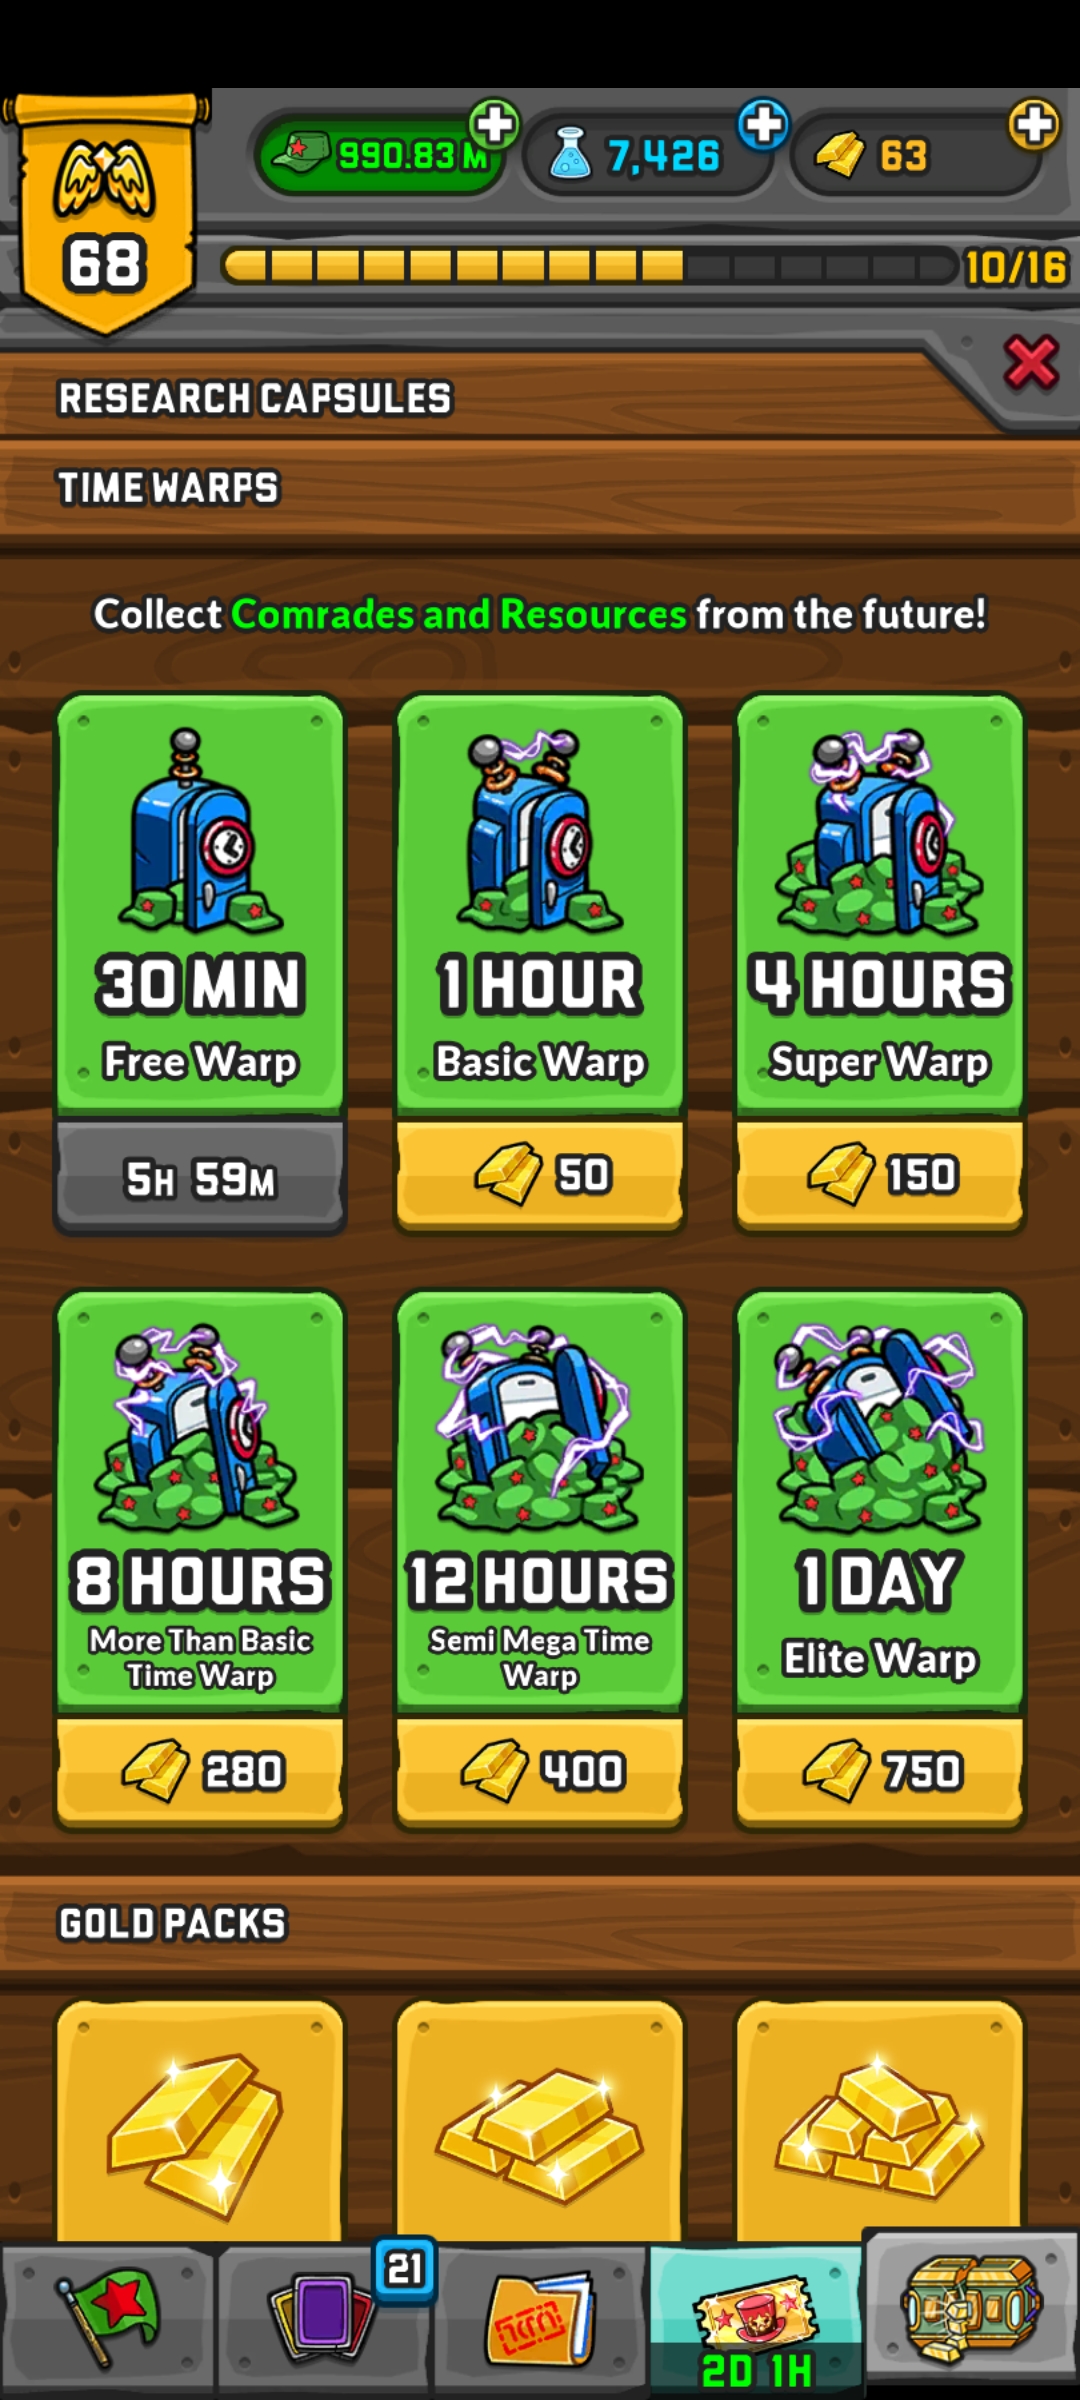 990.83 M
7,426
63
68
10/16
RESEARCH CAPSULES
TIME WARPS
Collect Comrades and Resources from the future!
30 MIN
Free Warp
5H 59M
1 HOUR
Basic Warp
50
4 HOURS
Super Warp
150
8 HOURS
More Than Basic
Time Warp
280
12 HOURS
Semi Mega Time
Warp
400
1 DAY
Elite Warp
750
GOLD PACKS
21
2D 1H